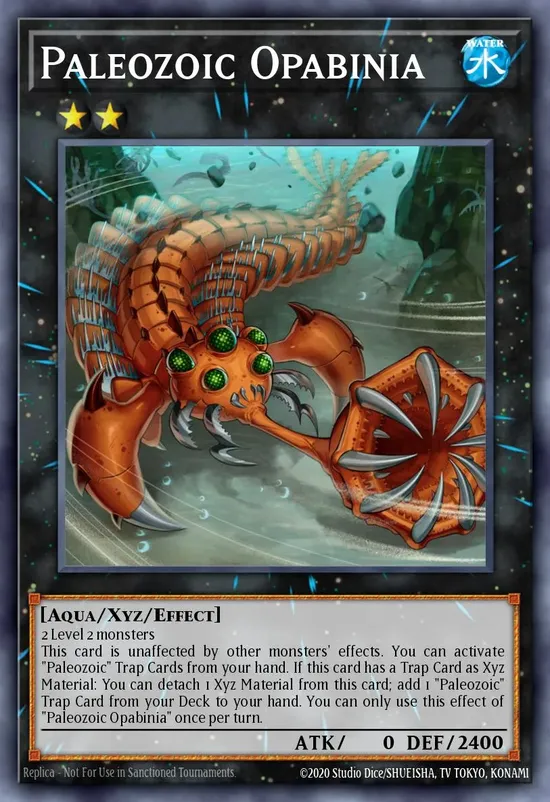 Paleozoic Opabinia
WATER
水
[Aqua/Xyz/Effect]
2 Level 2 monsters
This card is unaffected by other monsters' effects. You can activate
"Paleozoic" Trap Cards from your hand. If this card has a Trap Card as Xyz
Material: You can detach 1 Xyz Material from this card; add 1 "Paleozoic"
Trap Card from your Deck to your hand. You can only use this effect of
"Paleozoic Opabinia" once per turn.
ATK/ 0 DEF/2400
Replica - Not For Use in Sanctioned Tournaments. ©2020 Studio Dice/SHUEISHA, TV TOKYO, KONAMI